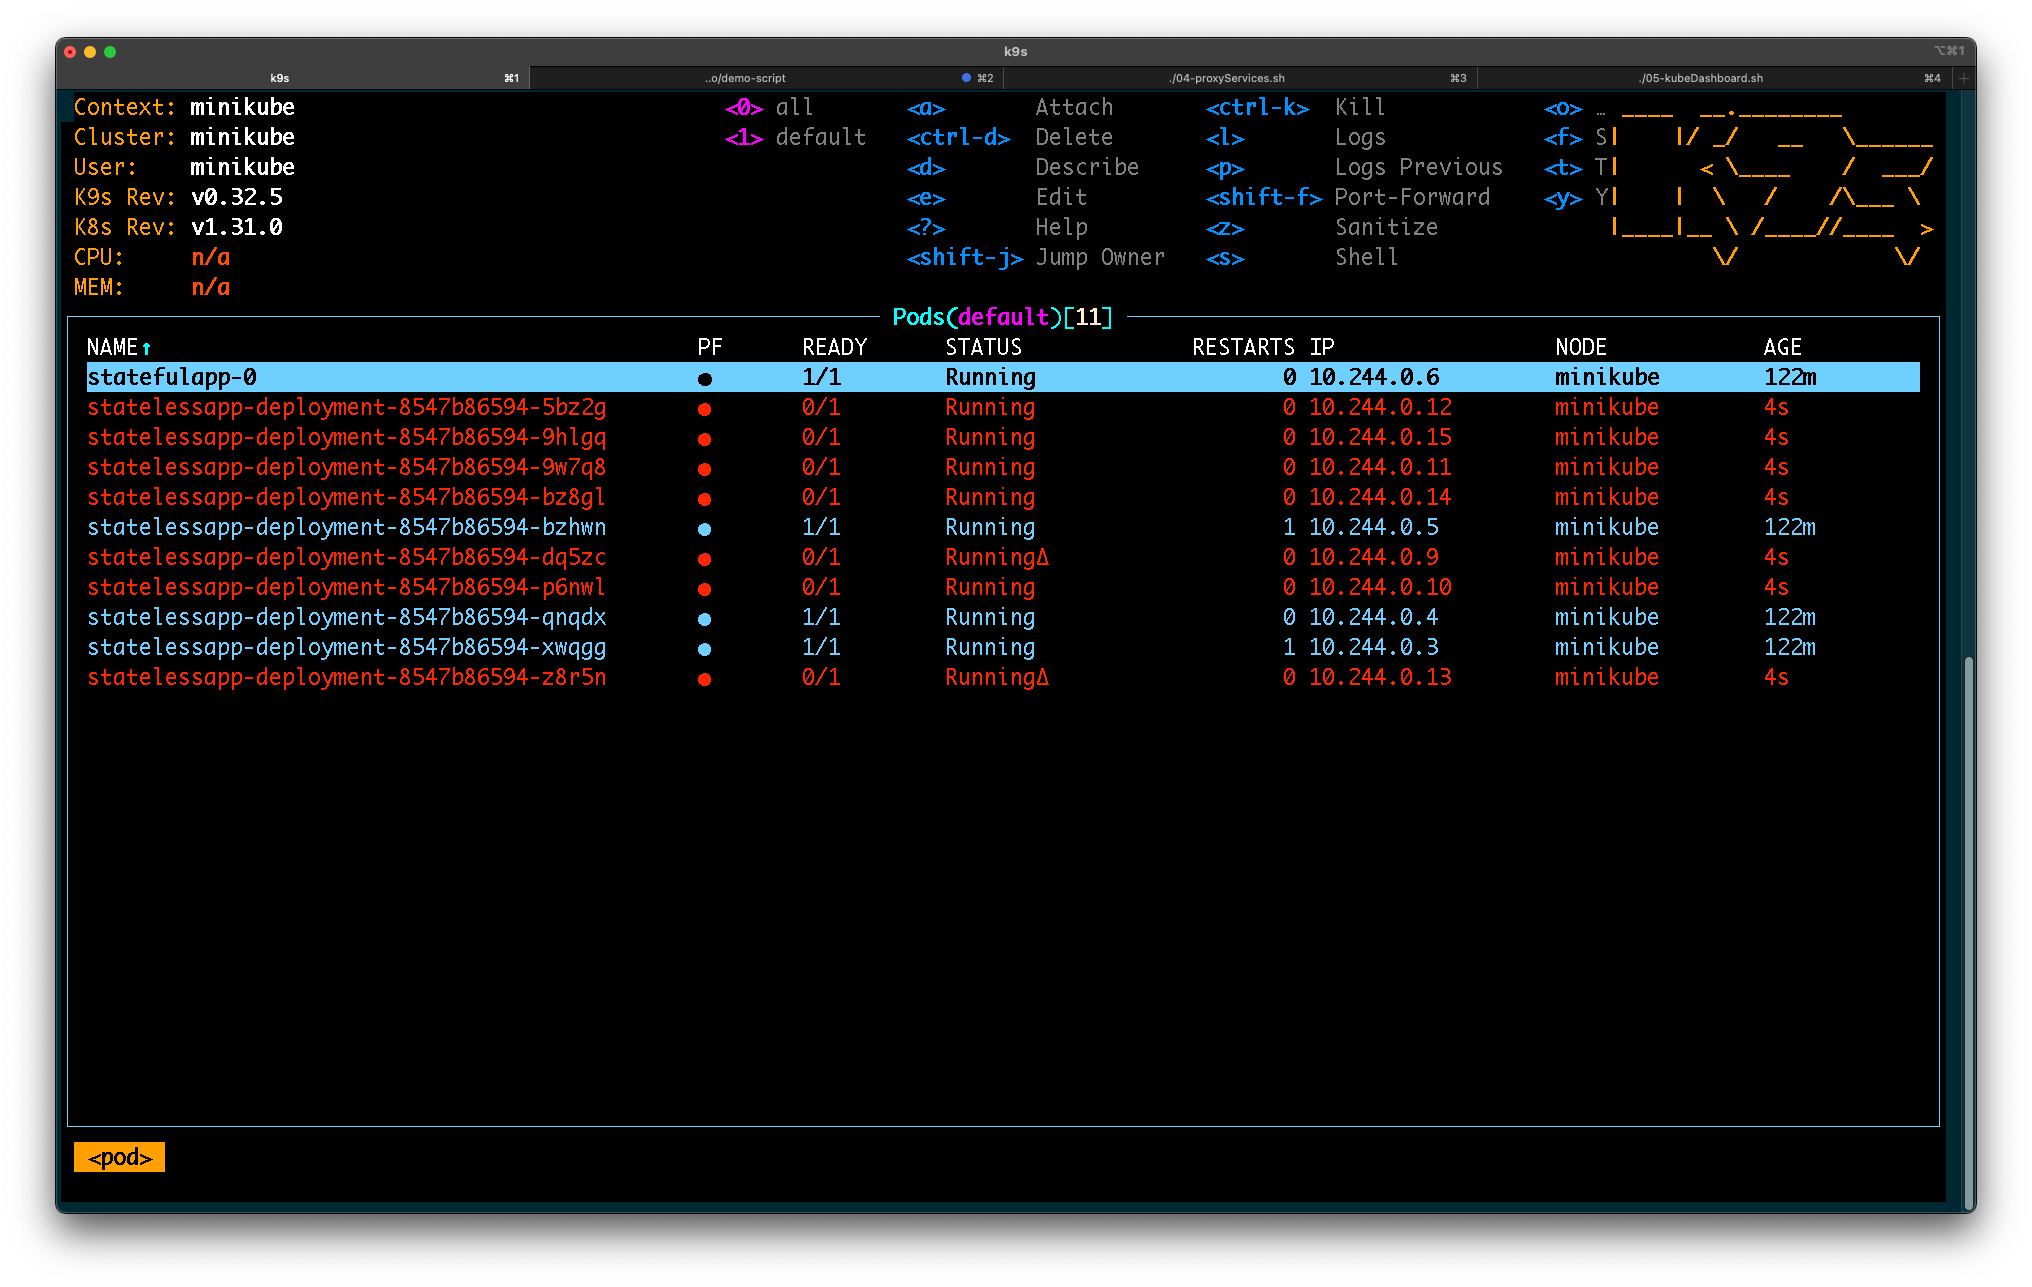 k9s
⌥⌘1
k9s ⌘1 ..o/demo-script ⌘2 ./04-proxyServices.sh ⌘3 ./05-kubeDashboard.sh ⌘4 +
Context: minikube <0> all <a> Attach <ctrl-k> Kill <o> …
Cluster: minikube <1> default <ctrl-d> Delete <l> Logs <f> S
User: minikube <d> Describe <p> Logs Previous <t> T
K9s Rev: v0.32.5 <e> Edit <shift-f> Port-Forward <y> Y
K8s Rev: v1.31.0 <?> Help <z> Sanitize
CPU: n/a <shift-j> Jump Owner <s> Shell
MEM: n/a
Pods(default)[11]
NAME↑ PF READY STATUS RESTARTS IP NODE AGE
statefulapp-0 ● 1/1 Running 0 10.244.0.6 minikube 122m
statelessapp-deployment-8547b86594-5bz2g ● 0/1 Running 0 10.244.0.12 minikube 4s
statelessapp-deployment-8547b86594-9hlgq ● 0/1 Running 0 10.244.0.15 minikube 4s
statelessapp-deployment-8547b86594-9w7q8 ● 0/1 Running 0 10.244.0.11 minikube 4s
statelessapp-deployment-8547b86594-bz8gl ● 0/1 Running 0 10.244.0.14 minikube 4s
statelessapp-deployment-8547b86594-bzhwn ● 1/1 Running 1 10.244.0.5 minikube 122m
statelessapp-deployment-8547b86594-dq5zc ● 0/1 RunningΔ 0 10.244.0.9 minikube 4s
statelessapp-deployment-8547b86594-p6nwl ● 0/1 Running 0 10.244.0.10 minikube 4s
statelessapp-deployment-8547b86594-qnqdx ● 1/1 Running 0 10.244.0.4 minikube 122m
statelessapp-deployment-8547b86594-xwqgg ● 1/1 Running 1 10.244.0.3 minikube 122m
statelessapp-deployment-8547b86594-z8r5n ● 0/1 RunningΔ 0 10.244.0.13 minikube 4s
<pod>